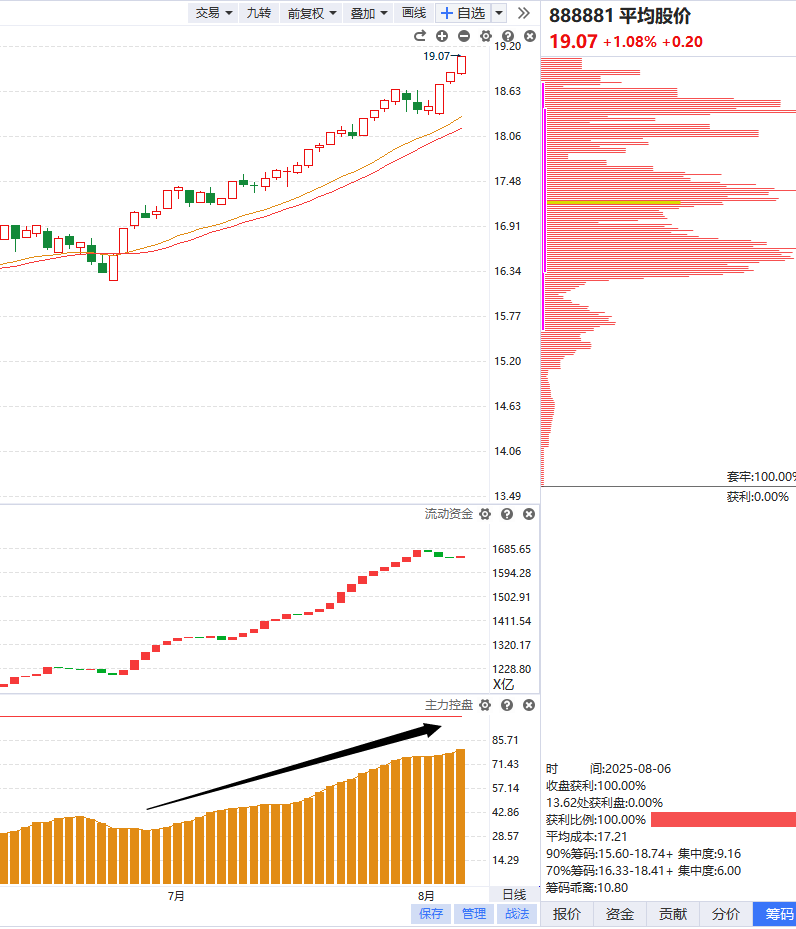 交易 九转 前复权 叠加 画线 + 自选
888881 平均股价
19.07 +1.08% +0.20
19.07
19.20
18.63
18.06
17.48
16.91
16.34
15.77
15.20
14.63
14.06
13.49
套牢:100.00%
获利:0.00%
流动资金
1685.65
1594.28
1502.91
1411.54
1320.17
1228.80
X亿
主力控盘
85.71
71.43
57.14
42.86
28.57
14.29
7月 8月 日线
保存 管理 战法
时 间:2025-08-06
收盘获利:100.00%
13.62处获利盘:0.00%
获利比例:100.00%
平均成本:17.21
90%筹码:15.60-18.74+ 集中度:9.16
70%筹码:16.33-18.41+ 集中度:6.00
筹码乖离:10.80
报价 资金 贡献 分价 筹码